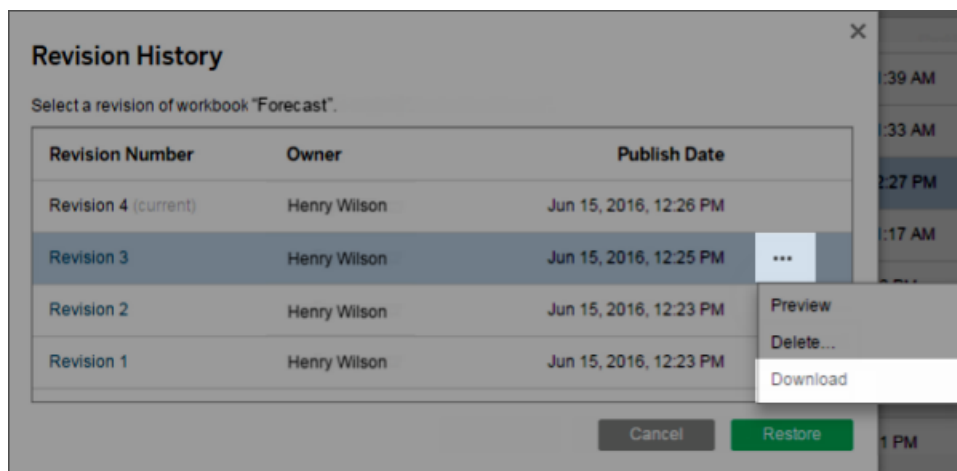 Revision History
Select a revision of workbook "Forecast".
Revision Number Owner Publish Date
Revision 4 (current) Henry Wilson Jun 15, 2016, 12:26 PM
Revision 3 Henry Wilson Jun 15, 2016, 12:25 PM ...
Revision 2 Henry Wilson Jun 15, 2016, 12:23 PM
Revision 1 Henry Wilson Jun 15, 2016, 12:23 PM
Preview
Delete...
Download
Cancel Restore
:39 AM
:33 AM
2:27 PM
:17 AM
1 PM